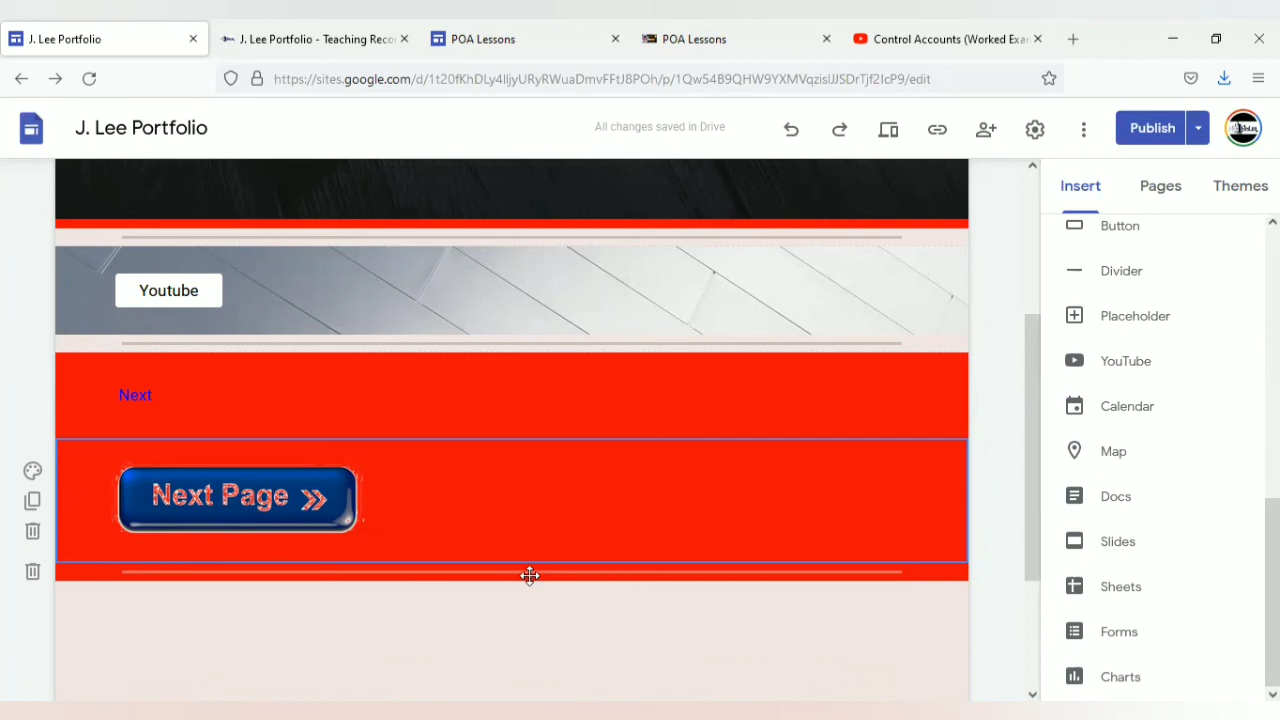 J. Lee Portfolio
J. Lee Portfolio - Teaching Reco
POA Lessons
POA Lessons
Control Accounts (Worked Exar
https://sites.google.com/d/1t20fKhDLy4lIjyURyRWuaDmvFFtJ8POh/p/1Qw54B9QHW9YXMVqzisIJJSDrTjf2IcP9/edit
J. Lee Portfolio
All changes saved in Drive
Publish
Insert
Pages
Themes
Button
Youtube
Divider
Placeholder
YouTube
Next
Calendar
Map
Next Page »
Docs
Slides
Sheets
Forms
Charts